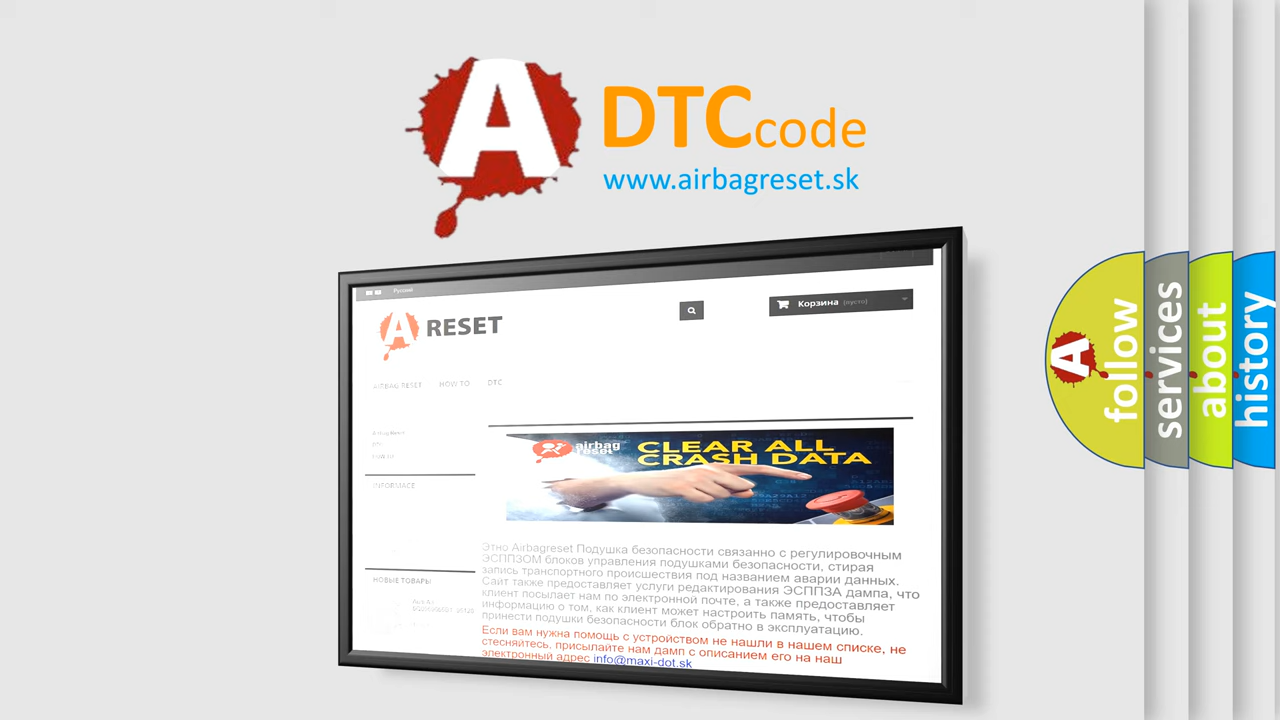 A
DTCcode
www.airbagreset.sk
Русский
A RESET
Корзина (пусто)
AIRBAG RESET HOW TO DTC
Airbag Reset
DTC
INFORMACE
НОВЫЕ ТОВАРЫ
airbag
reset
CLEAR ALL
CRASH DATA
Этно Airbagreset Подушка безопасности связанно с регулировочным
ЭСППЗОМ блоков управления подушками безопасности, стирая
запись транспортного происшествия под названием аварии данных.
Сайт также предоставляет услуги редактирования ЭСППЗА дампа, что
клиент посылает нам по электронной почте, а также предоставляет
информацию о том, как клиент может настроить память, чтобы
принести подушки безопасности блок обратно в эксплуатацию.
Если вам нужна помощь с устройством не нашли в нашем списке, не
стесняйтесь, присылайте нам дамп с описанием его на наш
электронный адрес info@maxi-dot.sk
A
follow
services
about
history